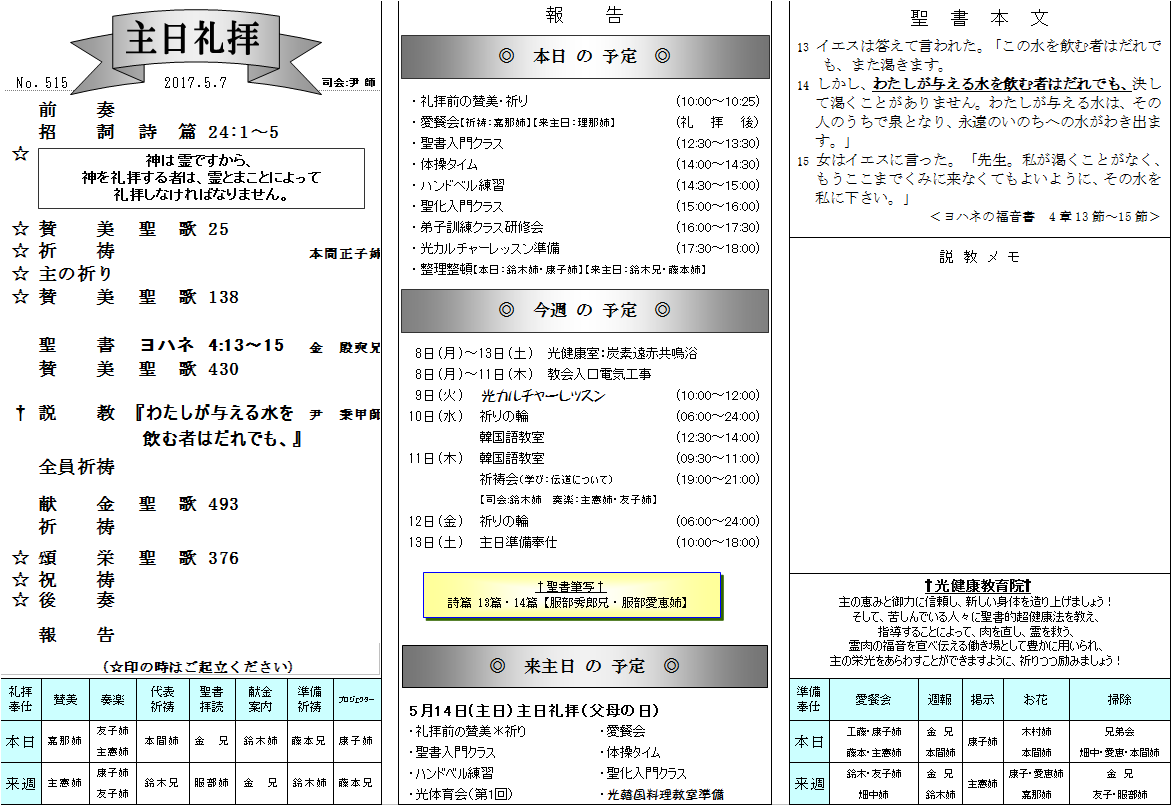 主日礼拝
No. 515 2017.5.7 司会:尹 師
前 奏
招 詞 詩 篇 24:1～5
☆ 神は霊ですから、
神を礼拝する者は、霊とまことによって
礼拝しなければなりません。
☆ 賛 美 聖 歌 25
☆ 祈 祷 本間正子姉
☆ 主の祈り
☆ 賛 美 聖 歌 138
聖 書 ヨハネ 4:13～15 金 殷奭兄
賛 美 聖 歌 430
† 説 教 『わたしが与える水を 尹 秉甲師
飲む者はだれでも、』
全員祈祷
献 金 聖 歌 493
祈 祷
☆ 頌 栄 聖 歌 376
☆ 祝 祷
☆ 後 奏
報 告
(☆印の時はご起立ください)
礼拝奉仕 賛美 奏楽 代表祈祷 聖書拝読 献金案内 準備祈祷 プロジェクター
本日 嘉那姉 友子姉 主憲姉 本間姉 金 兄 鈴木姉 藤本兄 康子姉
来週 主憲姉 康子姉 友子姉 鈴木兄 服部姉 金 兄 鈴木姉 藤本兄
報 告
◎ 本日 の 予定 ◎
・礼拝前の賛美・祈り (10:00～10:25)
・愛餐会【祈祷:嘉那姉】【来主日:理那姉】 (礼 拝 後)
・聖書入門クラス (12:30～13:30)
・体操タイム (14:00～14:30)
・ハンドベル練習 (14:30～15:00)
・聖化入門クラス (15:00～16:00)
・弟子訓練クラス研修会 (16:00～17:30)
・光カルチャーレッスン準備 (17:30～18:00)
・整理整頓【本日:鈴木姉・康子姉】【来主日:鈴木兄・藤本姉】
◎ 今週 の 予定 ◎
8日(月)～13日(土) 光健康室:炭素遠赤共鳴浴
8日(月)～11日(木) 教会入口電気工事
9日(火) 光カルチャーレッスン (10:00～12:00)
10日(水) 祈りの輪 (06:00～24:00)
韓国語教室 (12:30～14:00)
11日(木) 韓国語教室 (09:30～11:00)
祈祷会(学び:伝道について) (19:00～21:00)
【司会:鈴木姉 奏楽:主憲姉・友子姉】
12日(金) 祈りの輪 (06:00～24:00)
13日(土) 主日準備奉仕 (10:00～18:00)
†聖書筆写†
詩篇 13篇・14篇【服部秀郎兄・服部愛恵姉】
◎ 来主日 の 予定 ◎
5月14日(主日) 主日礼拝 (父母の日)
・礼拝前の賛美＊祈り ・愛餐会
・聖書入門クラス ・体操タイム
・ハンドベル練習 ・聖化入門クラス
・光体育会(第1回) ・光韓国料理教室準備
聖 書 本 文
13 イエスは答えて言われた。「この水を飲む者はだれで
も、また渇きます。
14 しかし、わたしが与える水を飲む者はだれでも、決し
て渇くことがありません。わたしが与える水は、その
人のうちで泉となり、永遠のいのちへの水がわき出ま
す。」
15 女はイエスに言った。「先生。私が渇くことがなく、
もうここまでくみに来なくてもよいように、その水を
私に下さい。」
＜ヨハネの福音書 4章13節～15節＞
説 教 メ モ
†光健康教育院†
主の恵みと御力に信頼し、新しい身体を造り上げましょう!
そして、苦しんでいる人々に聖書的超健康法を教え、
指導することによって、肉を直し、霊を救う、
霊肉の福音を宣べ伝える働き場として豊かに用いられ、
主の栄光をあらわすことができますように、祈りつつ励みましょう!
準備奉仕 愛餐会 週報 掲示 お花 掃除
本日 工藤・康子姉 藤本・主憲姉 金 兄 本間姉 康子姉 木村姉 本間姉 兄弟会 畑中・愛恵・本間姉
来週 鈴木・友子姉 畑中姉 金 兄 鈴木姉 主憲姉 康子・愛恵姉 嘉那姉 金 兄 友子・服部姉